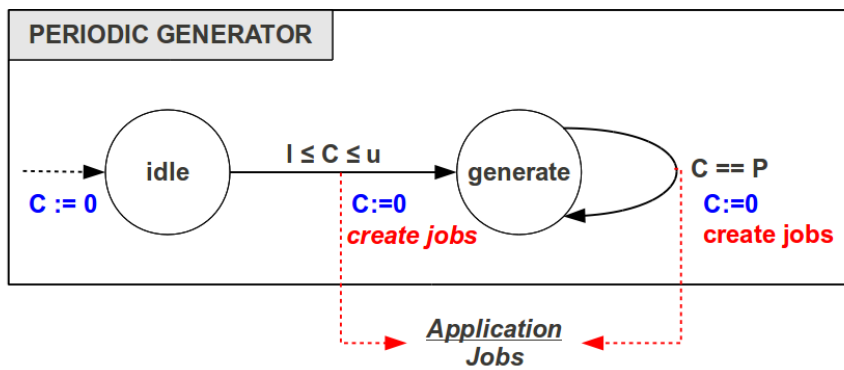 PERIODIC GENERATOR
idle
l ≤ C ≤ u
generate
C == P
C := 0
C:=0
create jobs
C:=0
create jobs
Application
Jobs